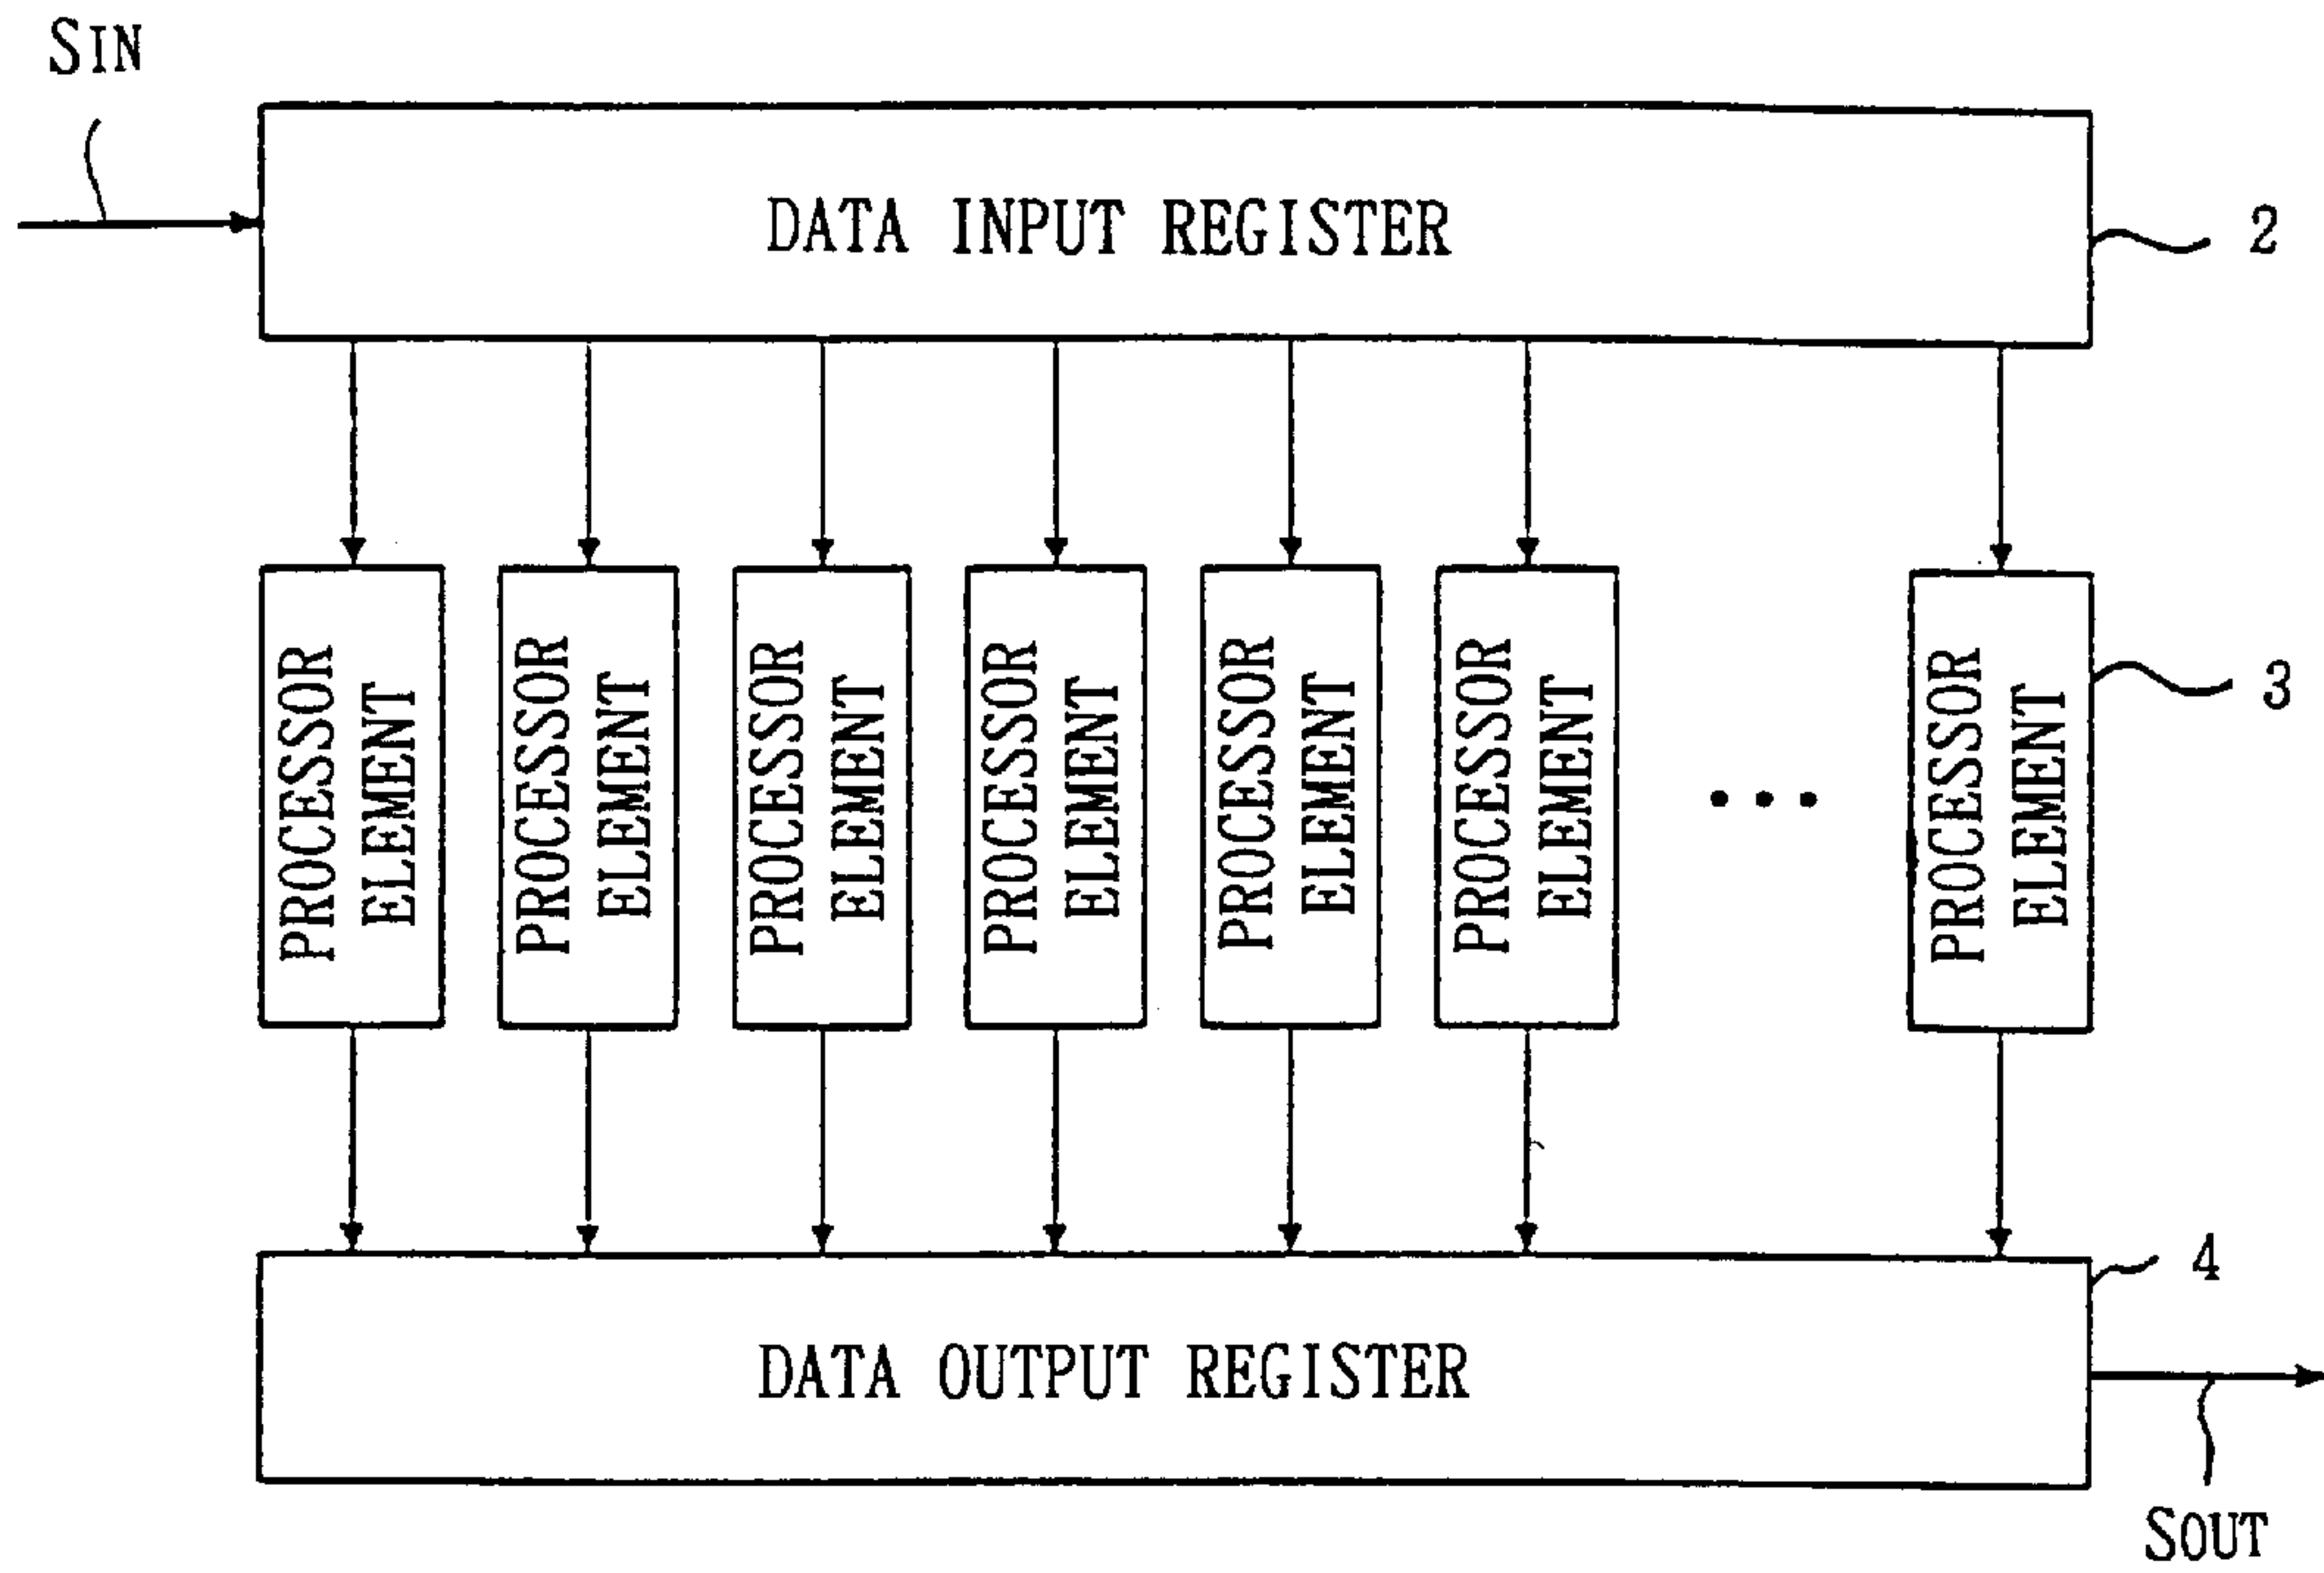 SIN
DATA INPUT REGISTER
2
PROCESSOR
ELEMENT
PROCESSOR
ELEMENT
PROCESSOR
ELEMENT
PROCESSOR
ELEMENT
PROCESSOR
ELEMENT
PROCESSOR
ELEMENT
• • •
PROCESSOR
ELEMENT
3
4
DATA OUTPUT REGISTER
SOUT